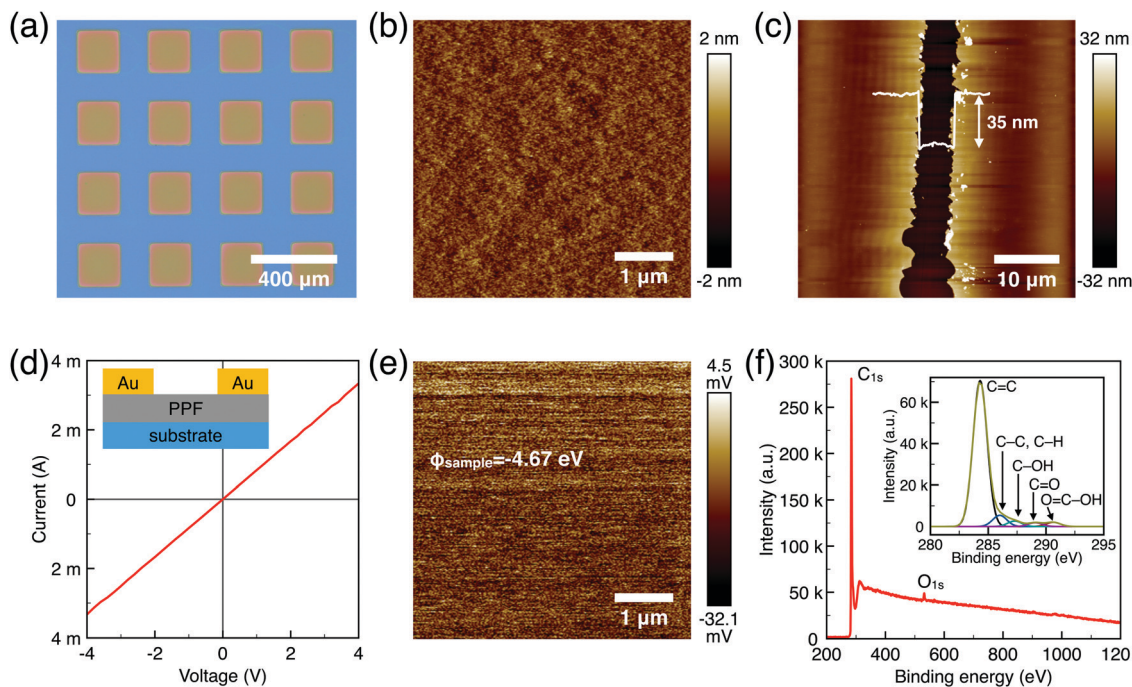 (a)
400 μm
(b)
1 μm
2 nm
-2 nm
(c)
35 nm
10 μm
32 nm
-32 nm
(d)
4 m
2 m
0
2 m
4 m
Current (A)
-4
-2
0
2
4
Voltage (V)
Au
Au
PPF
substrate
(e)
ϕsample=-4.67 eV
1 μm
4.5
mV
-32.1
mV
(f)
300 k
250 k
200 k
150 k
100 k
50 k
0
Intensity (a.u.)
200
400
600
800
1000
1200
Binding energy (eV)
C1s
O1s
60 k
40 k
20 k
0
Intensity (a.u.)
280
285
290
295
Binding energy (eV)
C=C
C–C, C–H
C–OH
C=O
O=C–OH